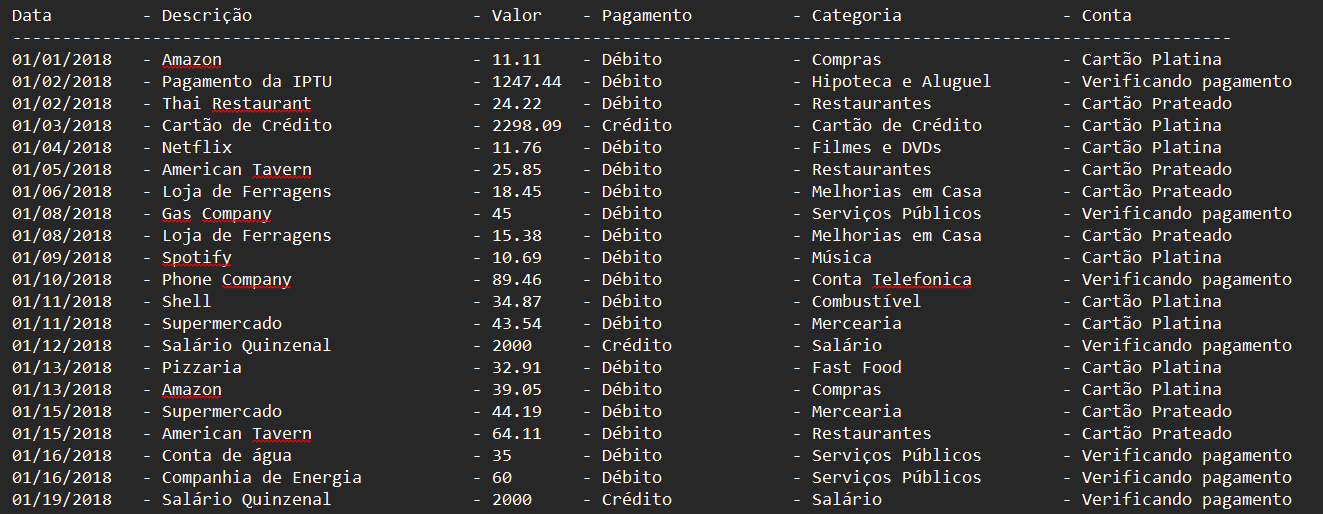 Data - Descrição - Valor - Pagamento - Categoria - Conta
--------------------------------------------------------------------------------------------------------------------------
01/01/2018 - Amazon - 11.11 - Débito - Compras - Cartão Platina
01/02/2018 - Pagamento da IPTU - 1247.44 - Débito - Hipoteca e Aluguel - Verificando pagamento
01/02/2018 - Thai Restaurant - 24.22 - Débito - Restaurantes - Cartão Prateado
01/03/2018 - Cartão de Crédito - 2298.09 - Crédito - Cartão de Crédito - Cartão Platina
01/04/2018 - Netflix - 11.76 - Débito - Filmes e DVDs - Cartão Platina
01/05/2018 - American Tavern - 25.85 - Débito - Restaurantes - Cartão Prateado
01/06/2018 - Loja de Ferragens - 18.45 - Débito - Melhorias em Casa - Cartão Prateado
01/08/2018 - Gas Company - 45 - Débito - Serviços Públicos - Verificando pagamento
01/08/2018 - Loja de Ferragens - 15.38 - Débito - Melhorias em Casa - Cartão Prateado
01/09/2018 - Spotify - 10.69 - Débito - Música - Cartão Platina
01/10/2018 - Phone Company - 89.46 - Débito - Conta Telefonica - Verificando pagamento
01/11/2018 - Shell - 34.87 - Débito - Combustível - Cartão Platina
01/11/2018 - Supermercado - 43.54 - Débito - Mercearia - Cartão Platina
01/12/2018 - Salário Quinzenal - 2000 - Crédito - Salário - Verificando pagamento
01/13/2018 - Pizzaria - 32.91 - Débito - Fast Food - Cartão Platina
01/13/2018 - Amazon - 39.05 - Débito - Compras - Cartão Platina
01/15/2018 - Supermercado - 44.19 - Débito - Mercearia - Cartão Prateado
01/15/2018 - American Tavern - 64.11 - Débito - Restaurantes - Cartão Prateado
01/16/2018 - Conta de água - 35 - Débito - Serviços Públicos - Verificando pagamento
01/16/2018 - Companhia de Energia - 60 - Débito - Serviços Públicos - Verificando pagamento
01/19/2018 - Salário Quinzenal - 2000 - Crédito - Salário - Verificando pagamento